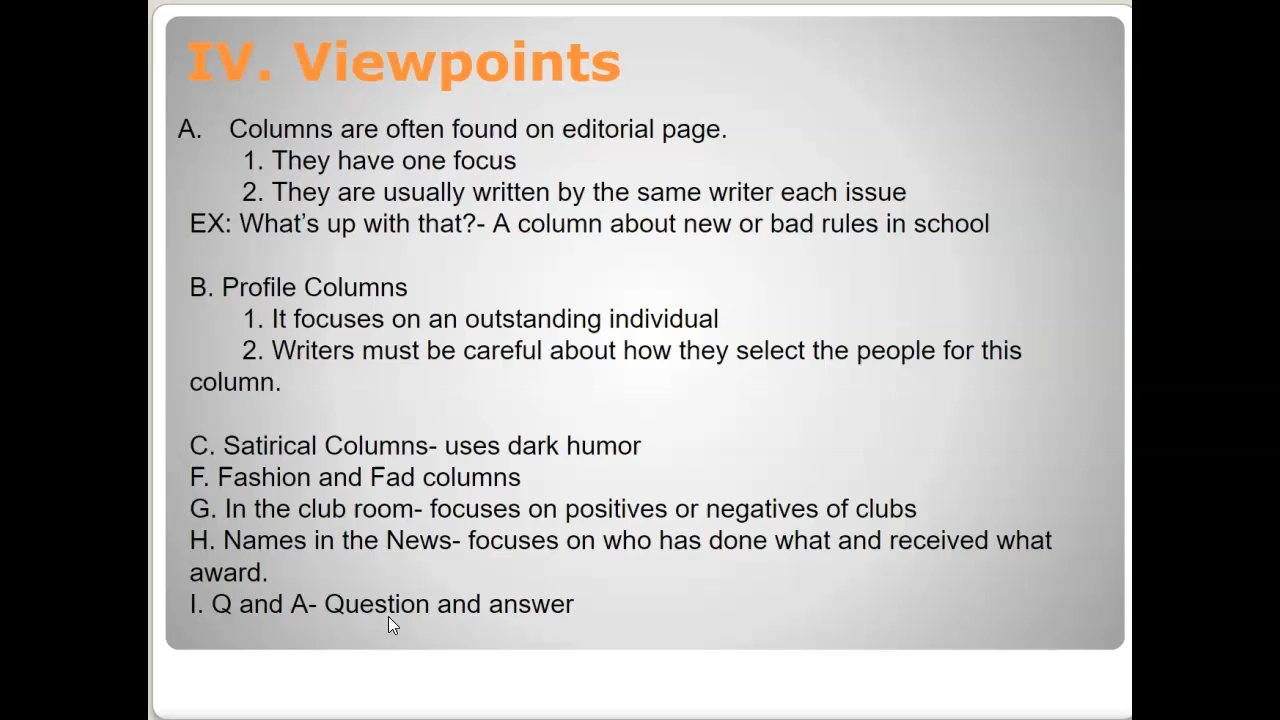 IV. Viewpoints
A. Columns are often found on editorial page.
1. They have one focus
2. They are usually written by the same writer each issue
EX: What’s up with that?- A column about new or bad rules in school
B. Profile Columns
1. It focuses on an outstanding individual
2. Writers must be careful about how they select the people for this
column.
C. Satirical Columns- uses dark humor
F. Fashion and Fad columns
G. In the club room- focuses on positives or negatives of clubs
H. Names in the News- focuses on who has done what and received what
award.
I. Q and A- Question and answer